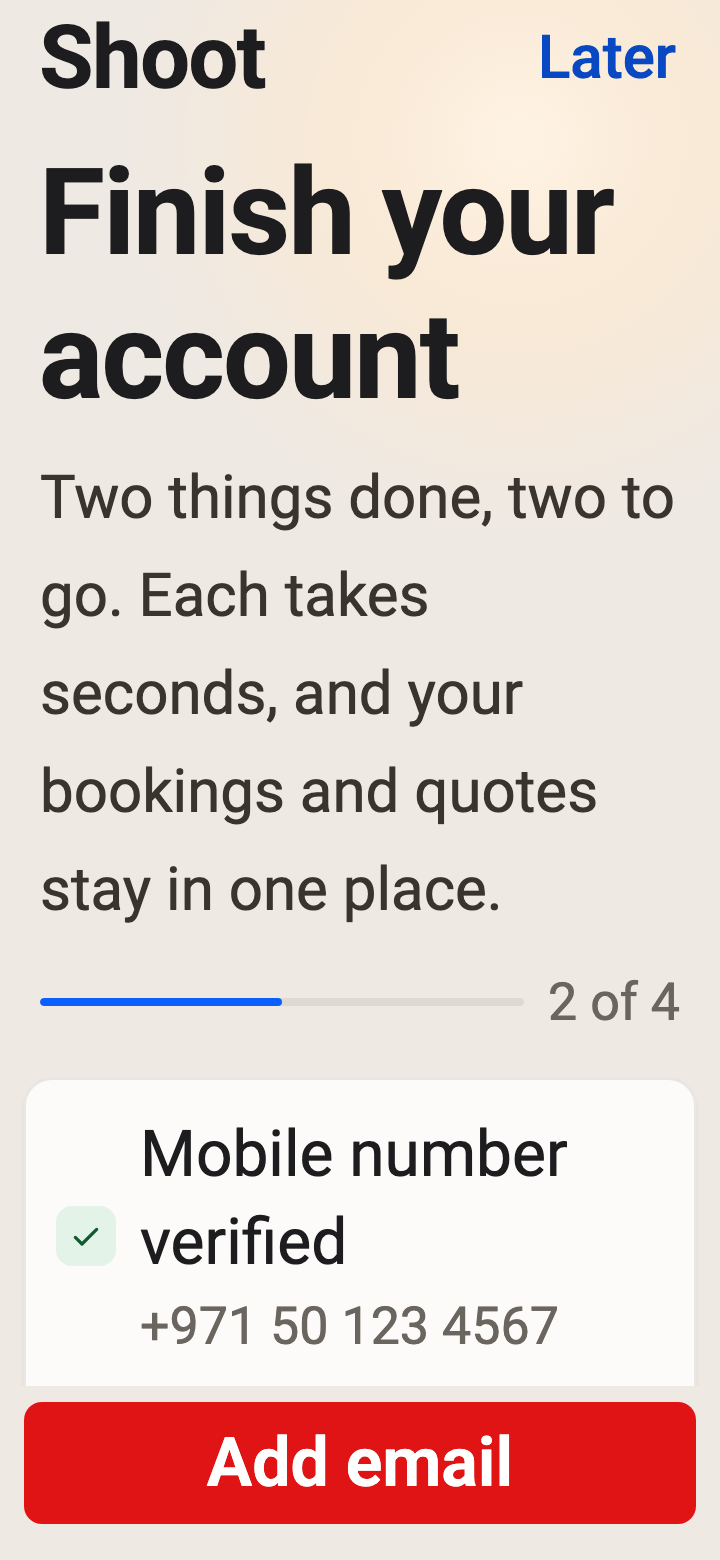 Shoot
Later
Finish your
account
Two things done, two to
go. Each takes
seconds, and your
bookings and quotes
stay in one place.
2 of 4
Mobile number
verified
+971 50 123 4567
Add email